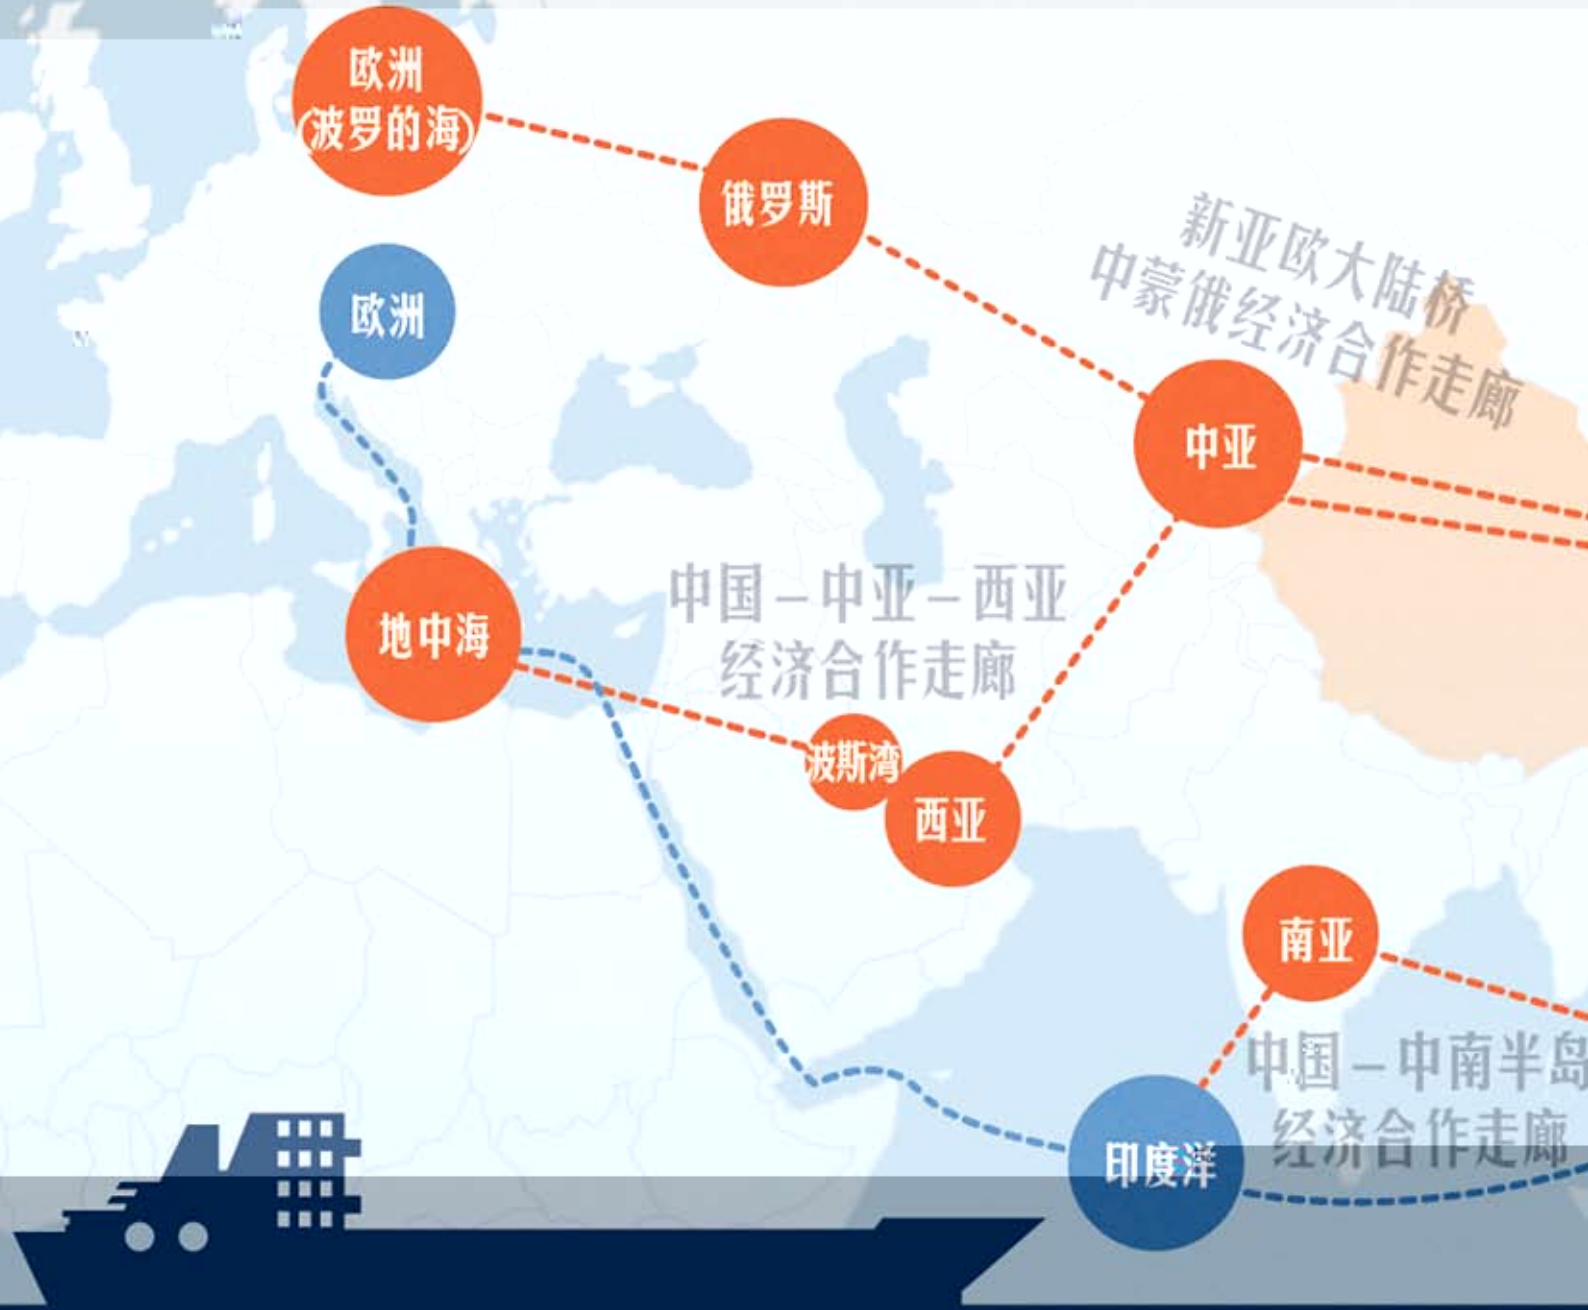 欧洲
(波罗的海)
俄罗斯
新亚欧大陆桥
中蒙俄经济合作走廊
欧洲
中亚
中国－中亚－西亚
经济合作走廊
地中海
波斯湾
西亚
南亚
中国－中南半岛
经济合作走廊
印度洋